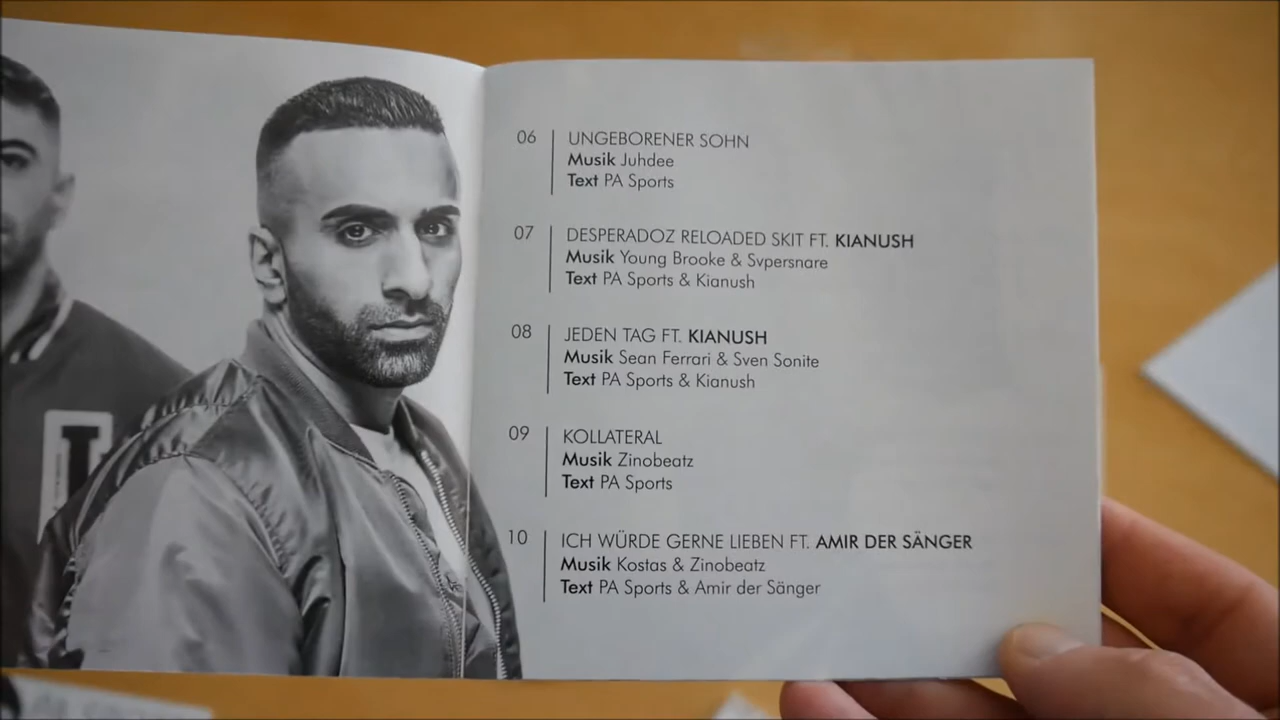 06
UNGEBORENER SOHN
Musik Juhdee
Text PA Sports
07
DESPERADOZ RELOADED SKIT FT. KIANUSH
Musik Young Brooke & Svpersnare
Text PA Sports & Kianush
08
JEDEN TAG FT. KIANUSH
Musik Sean Ferrari & Sven Sonite
Text PA Sports & Kianush
09
KOLLATERAL
Musik Zinobeatz
Text PA Sports
10
ICH WÜRDE GERNE LIEBEN FT. AMIR DER SÄNGER
Musik Kostas & Zinobeatz
Text PA Sports & Amir der Sänger